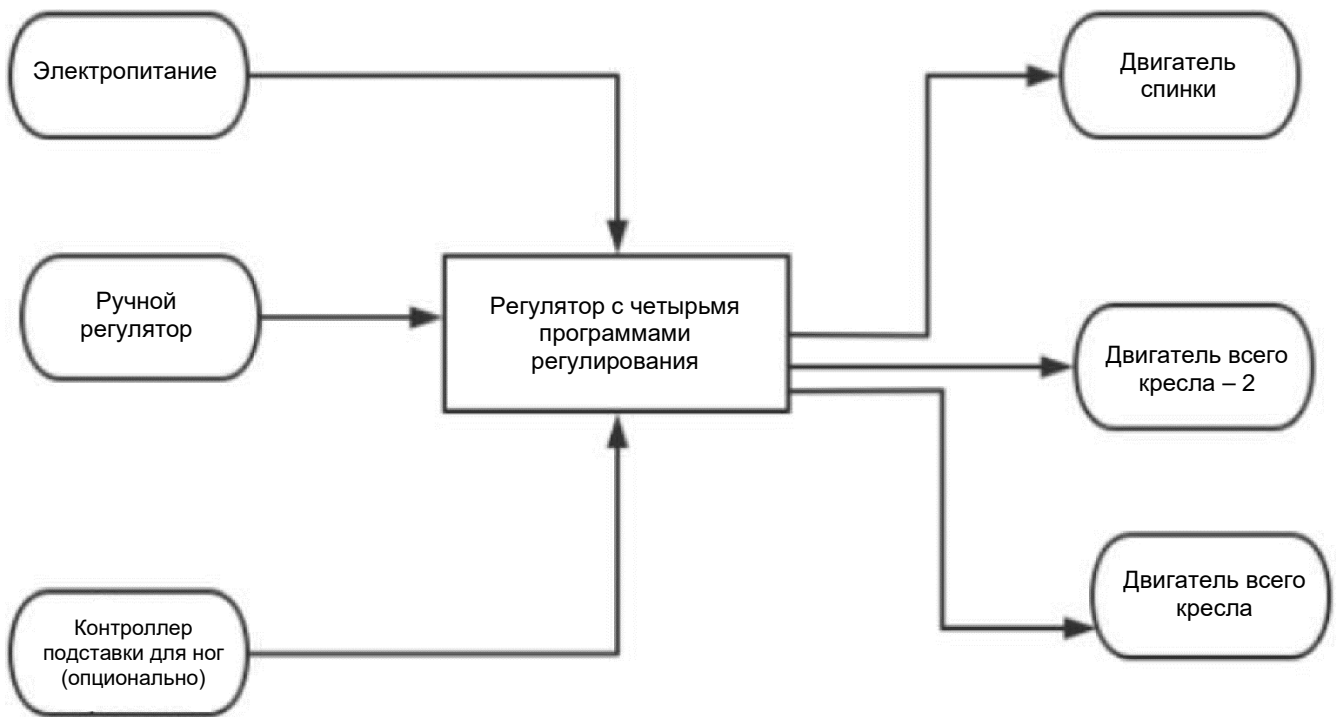 Электропитание
Двигатель
спинки
Ручной
регулятор
Регулятор с четырьмя
программами
регулирования
Двигатель всего
кресла – 2
Двигатель всего
кресла
Контроллер
подставки для ног
(опционально)